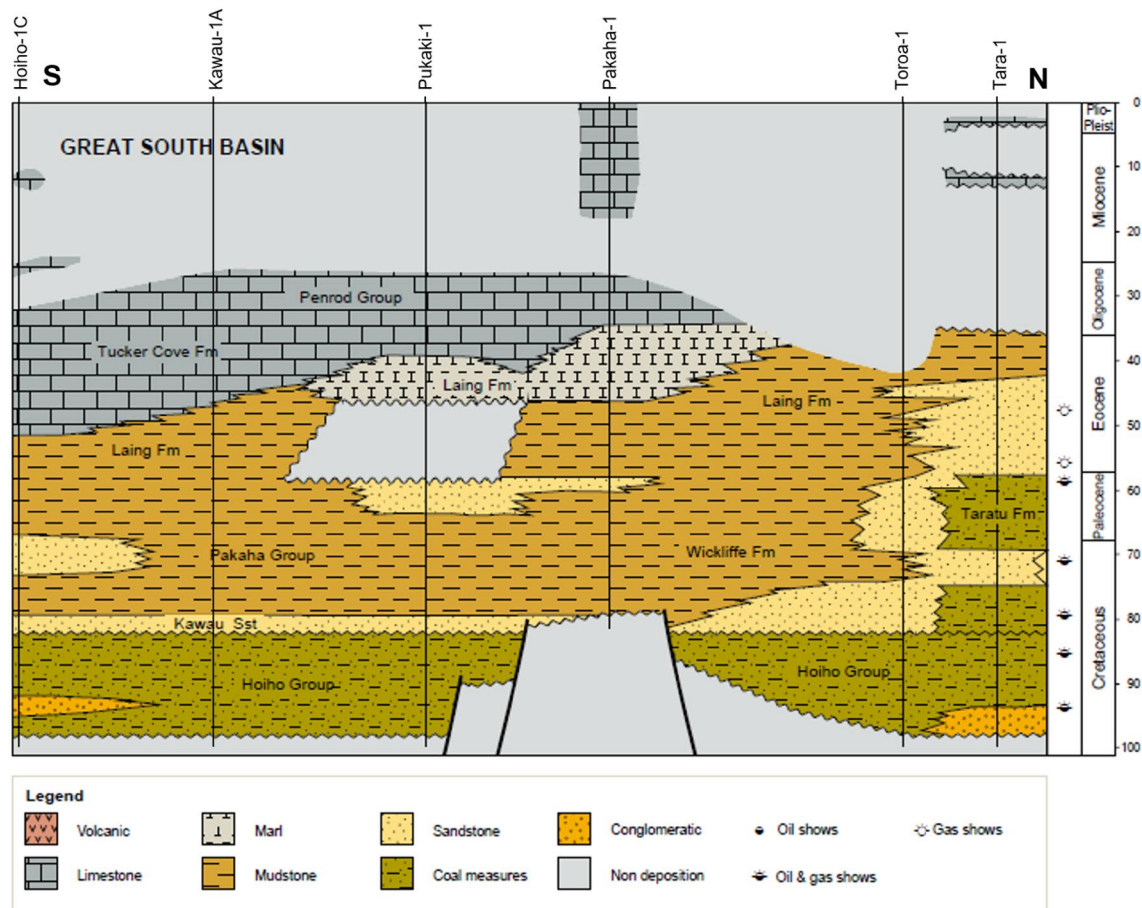 Hoiho-1C
Kawau-1A
Pukaki-1
Pakaha-1
Toroa-1
Tara-1
S
N
GREAT SOUTH BASIN
Penrod Group
Tucker Cove Fm
Laing Fm
Laing Fm
Laing Fm
Taratu Fm
Pakaha Group
Wickliffe Fm
Kawau Sst
Hoiho Group
Hoiho Group
Plio-
Pleist
Miocene
Oligocene
Eocene
Paleocene
Cretaceous
0
10
20
30
40
50
60
70
80
90
100
Legend
Volcanic
Marl
Sandstone
Conglomeratic
Oil shows
Gas shows
Limestone
Mudstone
Coal measures
Non deposition
Oil & gas shows